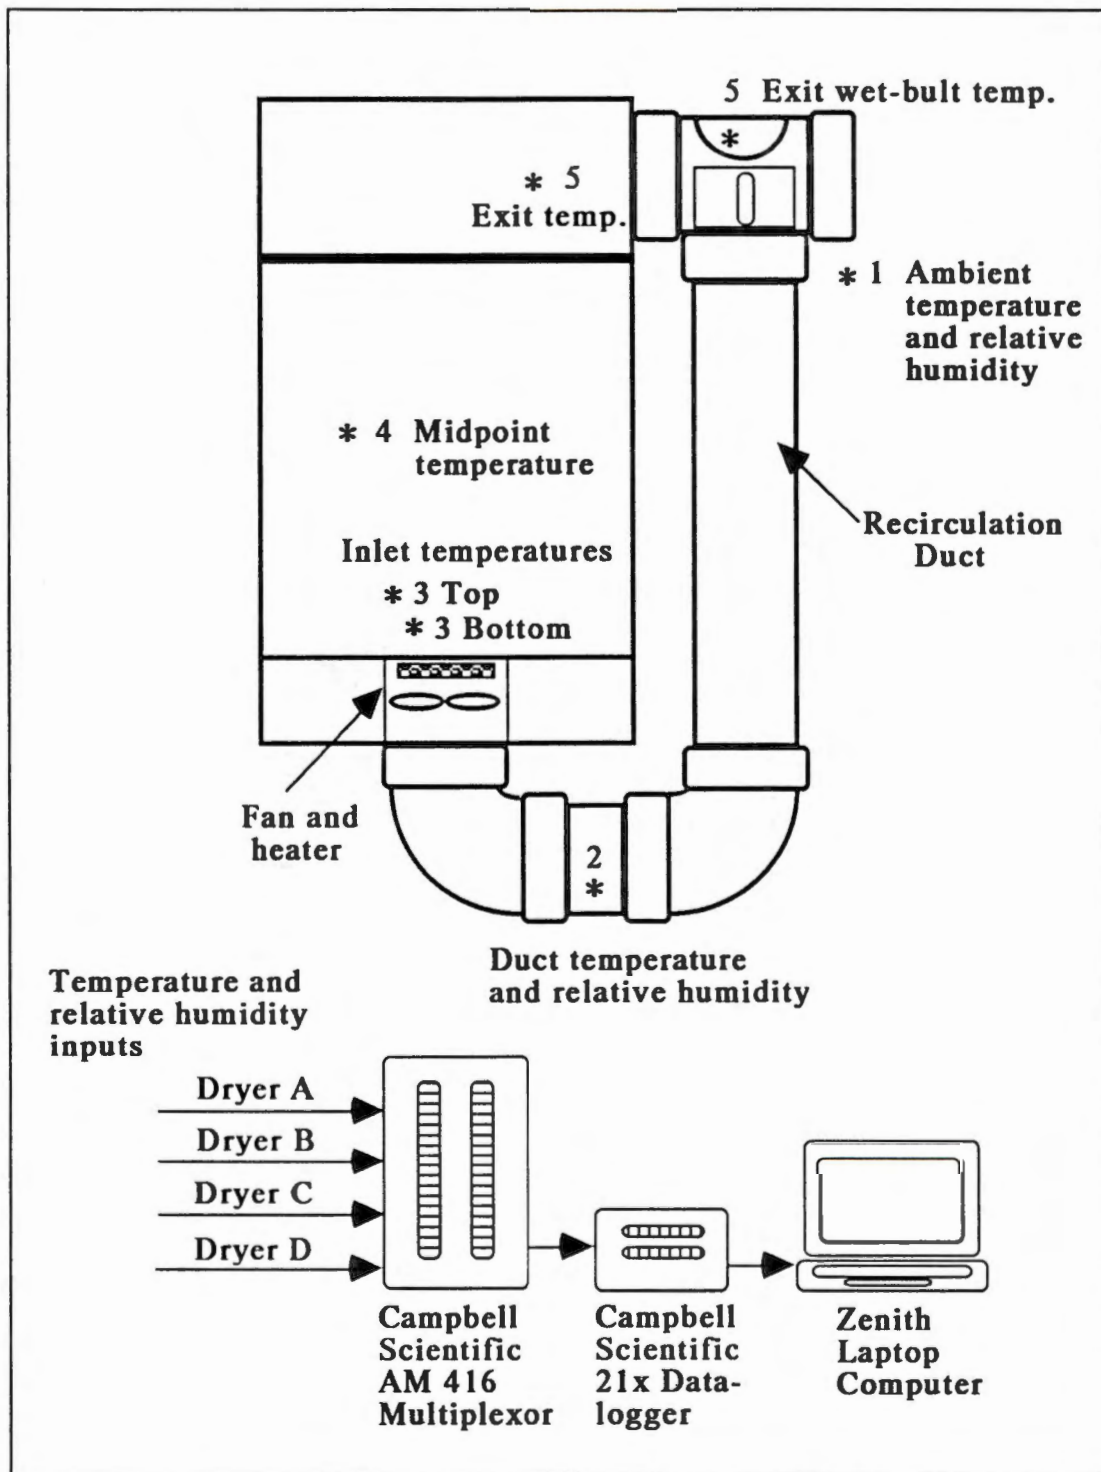 5 Exit wet-bult temp.
*
* 5
Exit temp.
* 1 Ambient
temperature
and relative
humidity
* 4 Midpoint
temperature
Recirculation
Duct
Inlet temperatures
* 3 Top
* 3 Bottom
Fan and
heater
2
*
Duct temperature
and relative humidity
Temperature and
relative humidity
inputs
Dryer A
Dryer B
Dryer C
Dryer D
Campbell
Scientific
AM 416
Multiplexor
Campbell
Scientific
21x Data-
logger
Zenith
Laptop
Computer